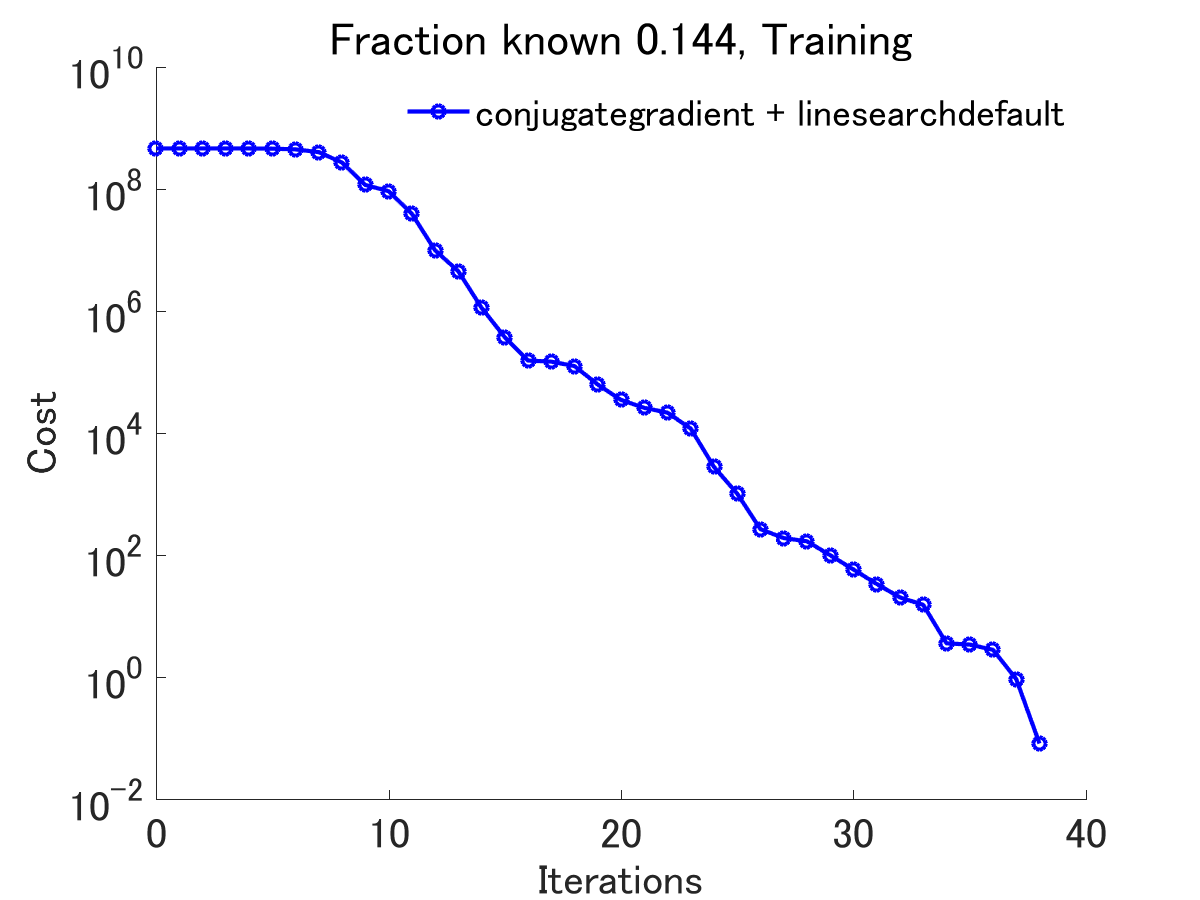 Fraction known 0.144, Training
conjugategradient + linesearchdefault
Cost
10^10
10^8
10^6
10^4
10^2
10^0
10^-2
0 10 20 30 40
Iterations